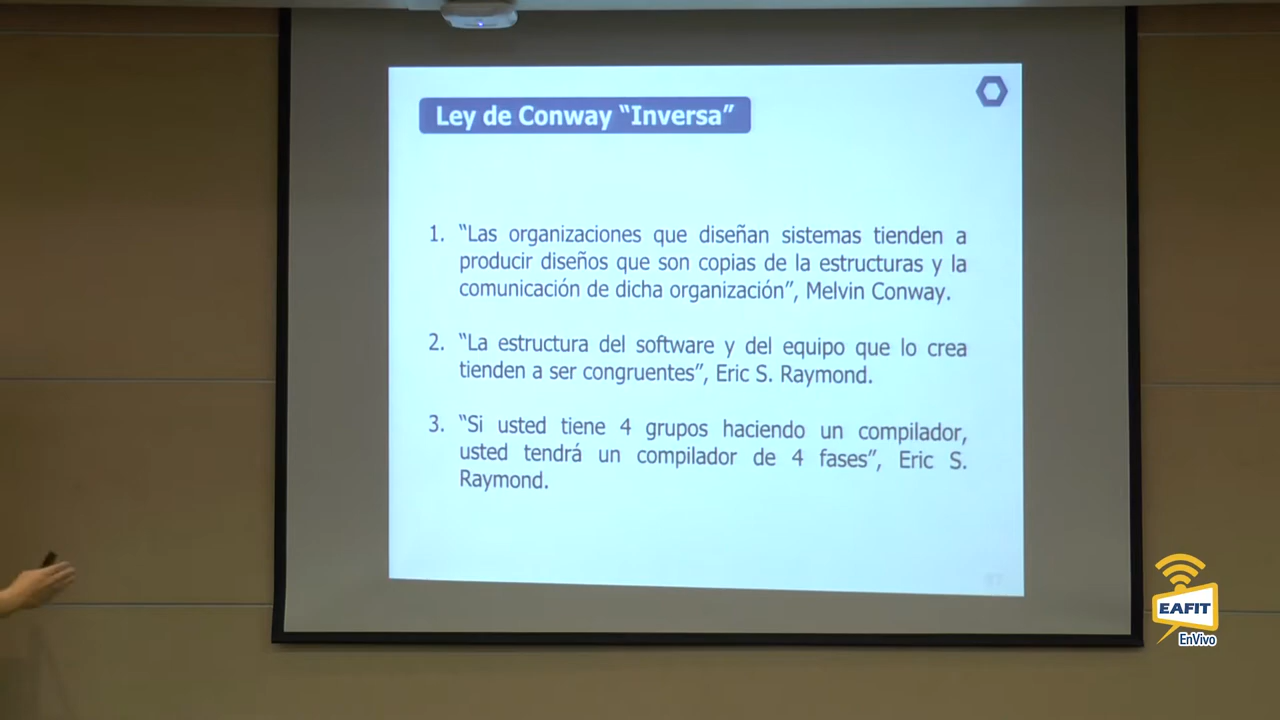 Ley de Conway “Inversa”
1. “Las organizaciones que diseñan sistemas tienden a
producir diseños que son copias de la estructuras y la
comunicación de dicha organización”, Melvin Conway.
2. “La estructura del software y del equipo que lo crea
tienden a ser congruentes”, Eric S. Raymond.
3. “Si usted tiene 4 grupos haciendo un compilador,
usted tendrá un compilador de 4 fases”, Eric S.
Raymond.
EAFIT
EnVivo